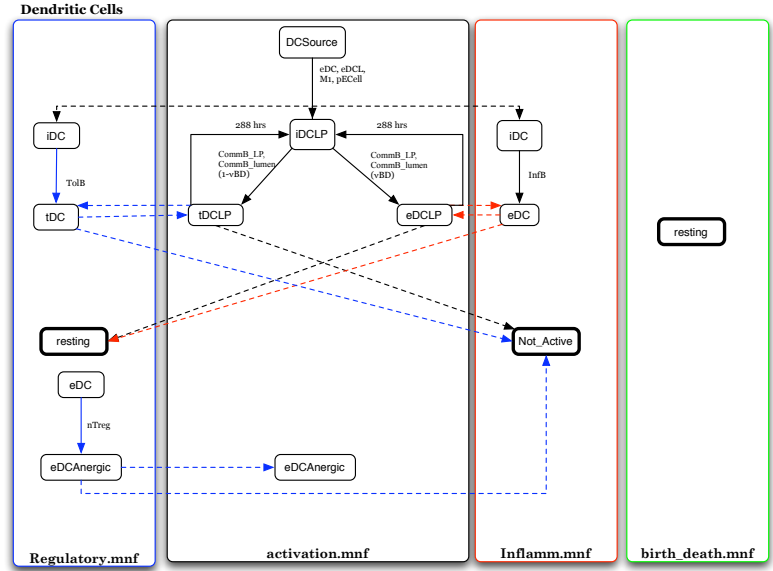 Dendritic Cells
DCSource
eDC, eDCL,
M1, pECell
iDC
288 hrs
iDCLP
288 hrs
iDC
CommB_LP,
CommB_lumen
(1-vBD)
CommB_LP,
CommB_lumen
(vBD)
TolB
InfB
tDC
tDCLP
eDCLP
eDC
resting
resting
Not_Active
eDC
nTreg
eDCAnergic
eDCAnergic
Regulatory.mnf
activation.mnf
Inflamm.mnf
birth_death.mnf